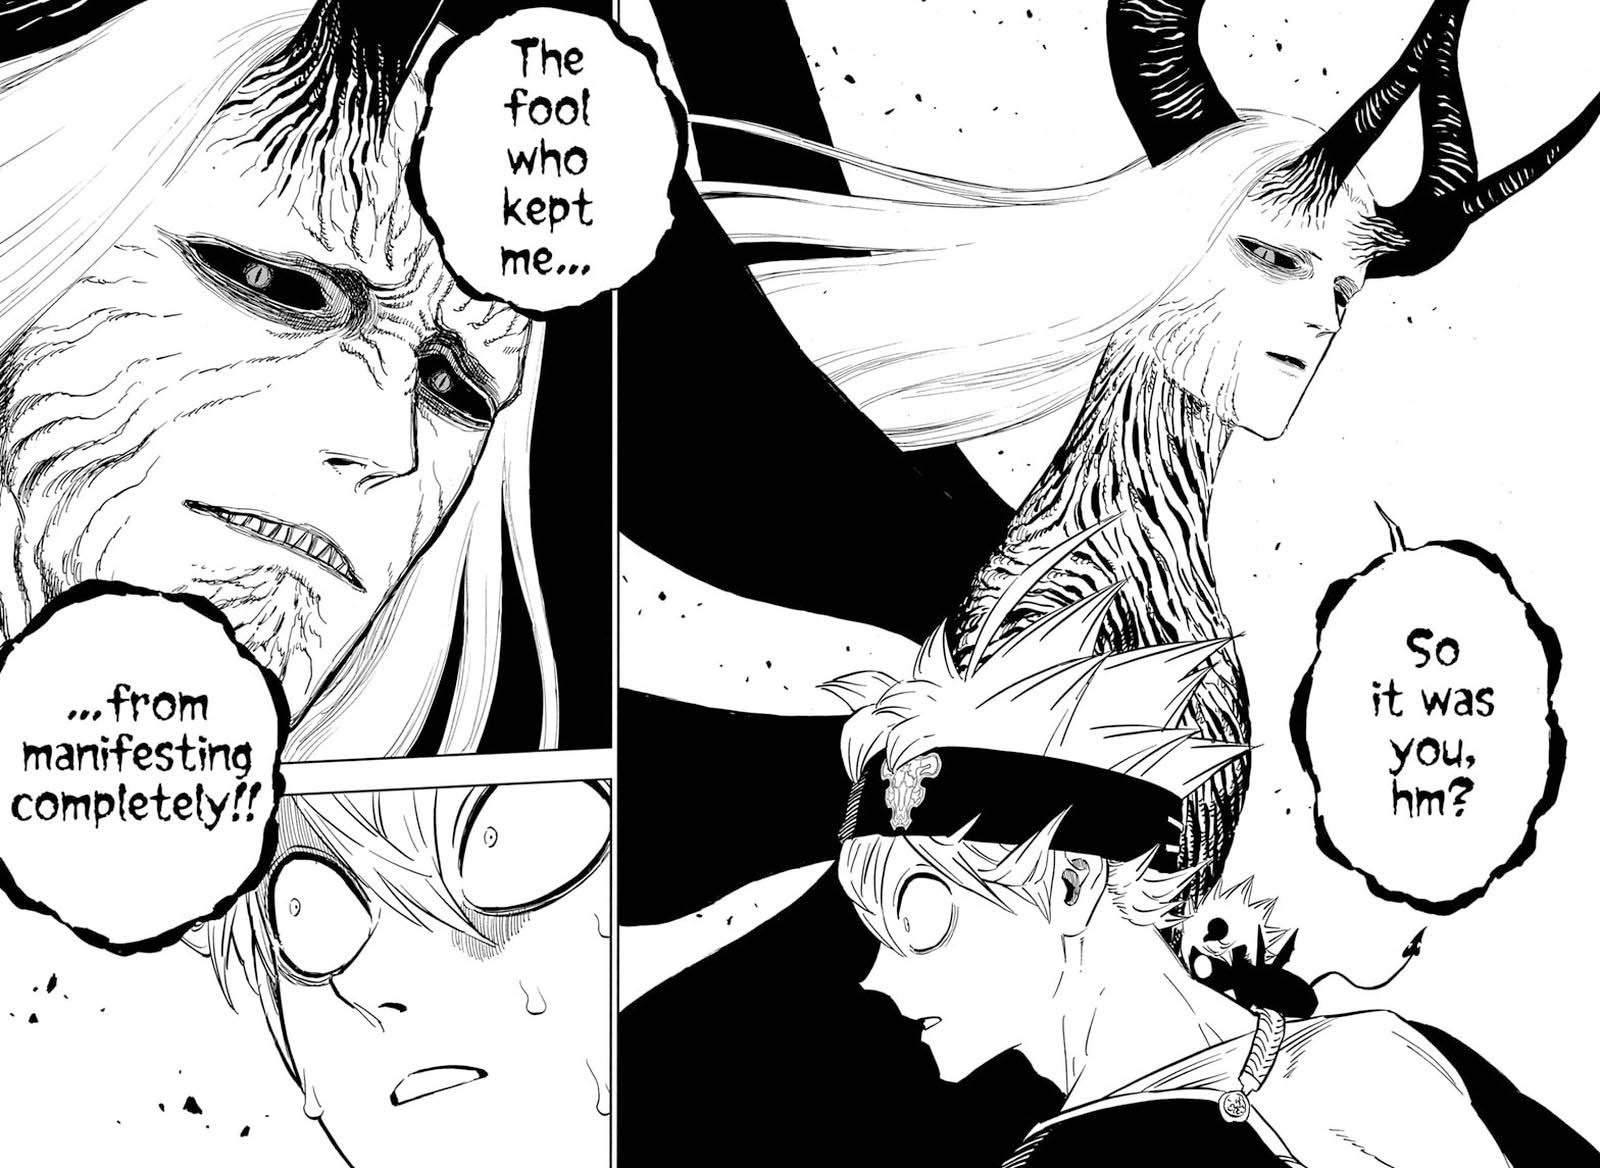 So
it was
you,
hm?
The
fool
who
kept
me...
...from
manifesting
completely!!